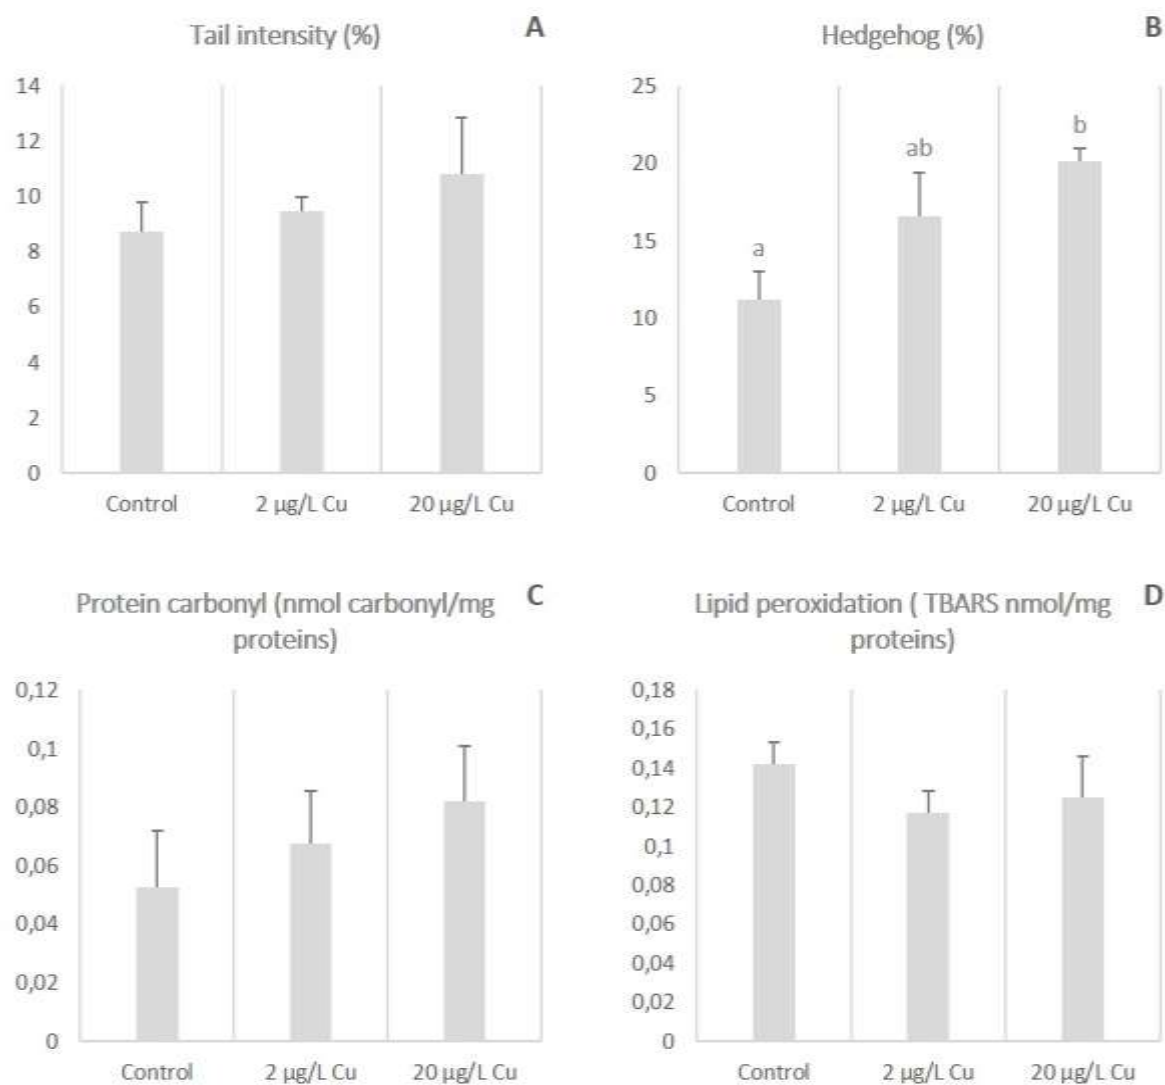 Tail intensity (%)
A
14
12
10
8
6
4
2
0
Control
2 µg/L Cu
20 µg/L Cu
Hedgehog (%)
B
25
20
15
10
5
0
a
ab
b
Control
2 µg/L Cu
20 µg/L Cu
Protein carbonyl (nmol carbonyl/mg
proteins)
C
0,12
0,1
0,08
0,06
0,04
0,02
0
Control
2 µg/L Cu
20 µg/L Cu
Lipid peroxidation ( TBARS nmol/mg
proteins)
D
0,18
0,16
0,14
0,12
0,1
0,08
0,06
0,04
0,02
0
Control
2 µg/L Cu
20 µg/L Cu